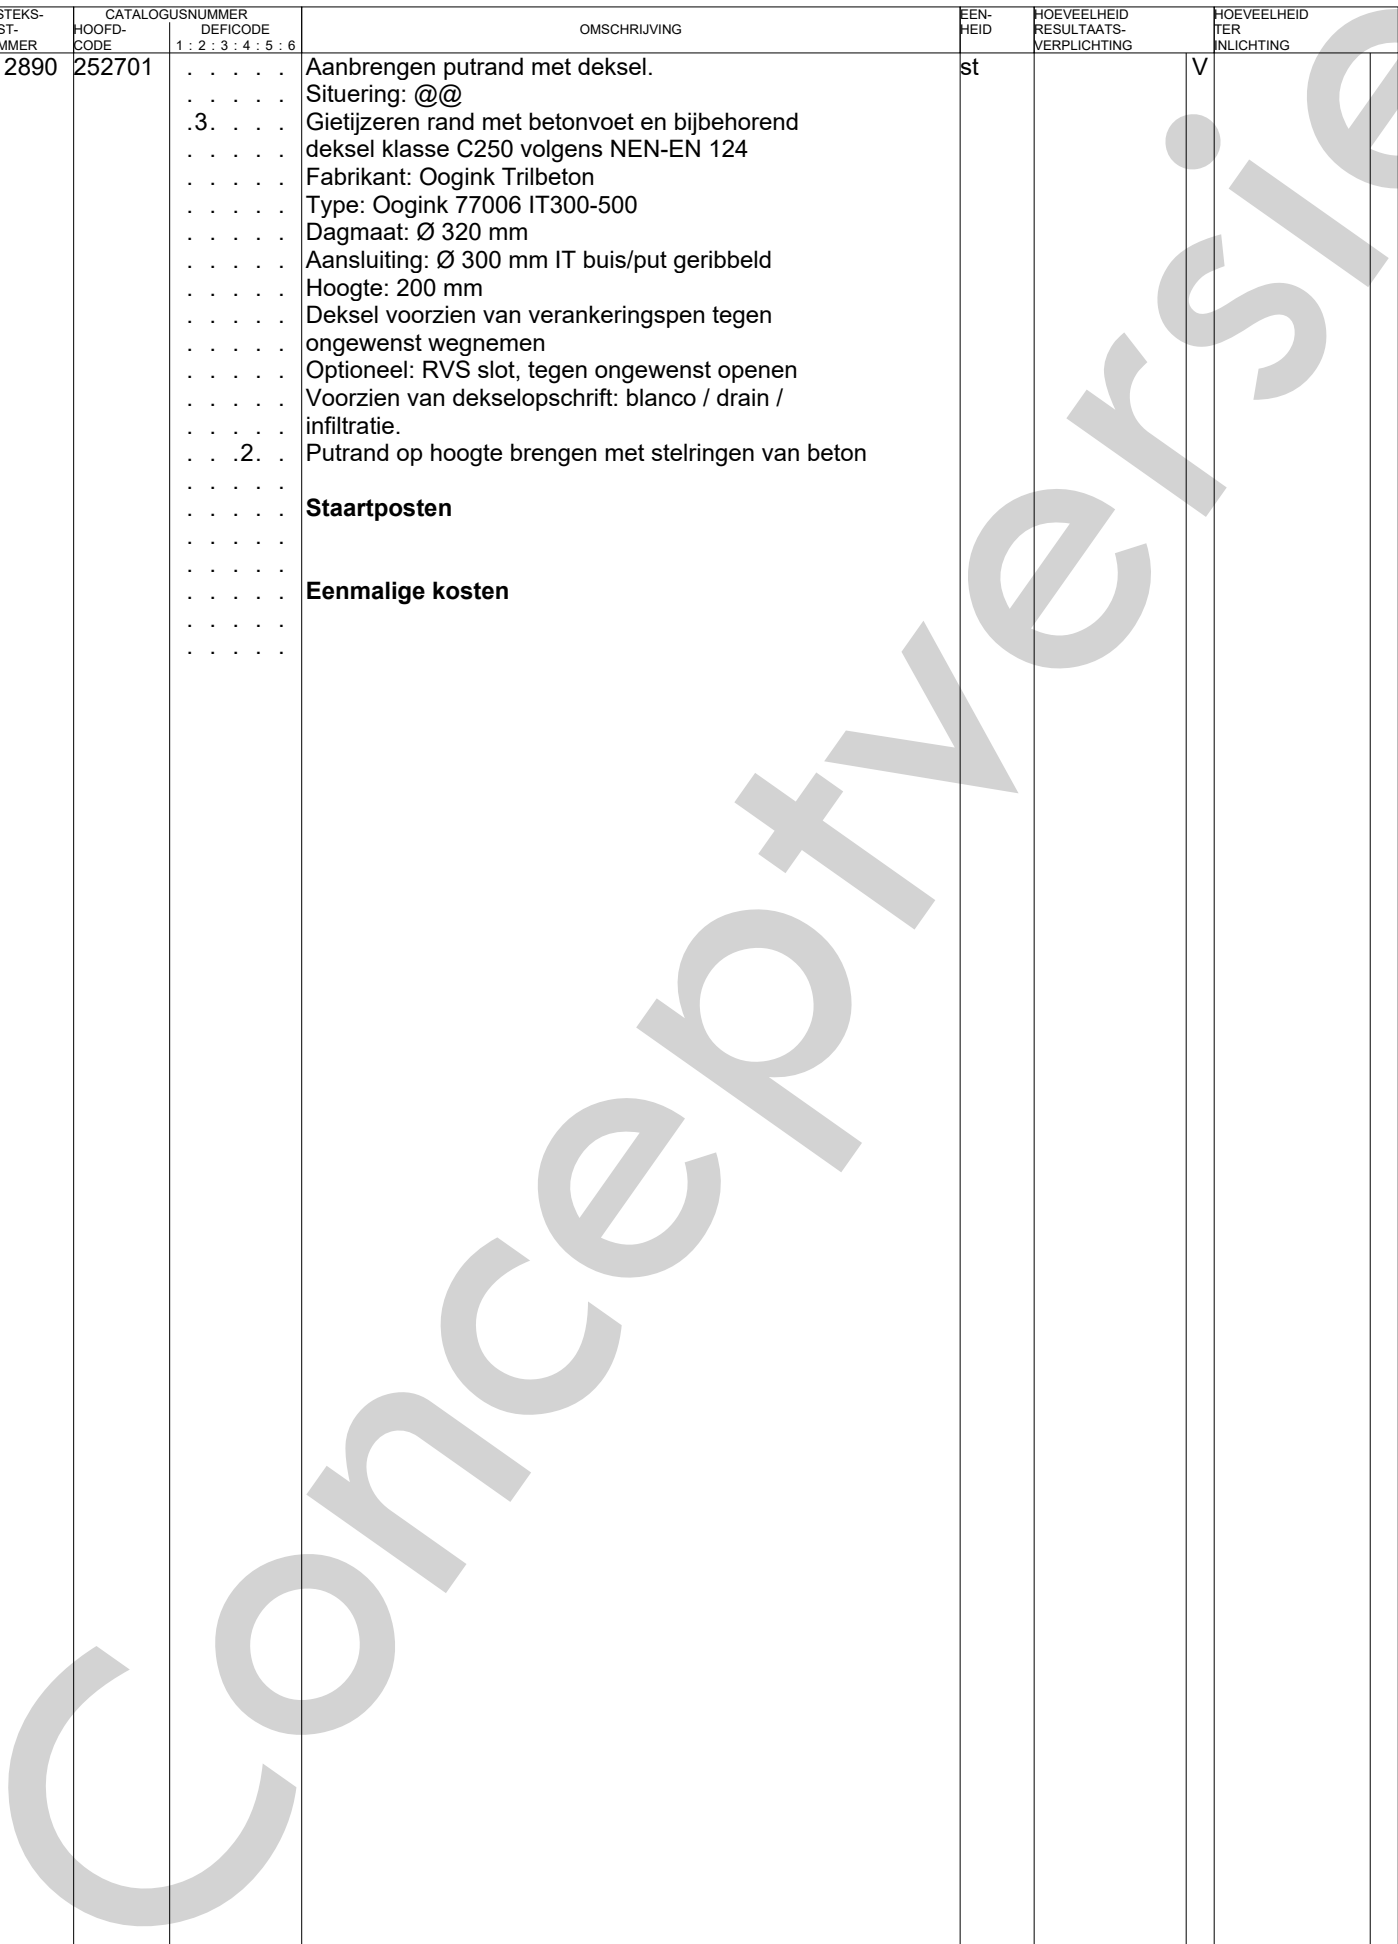 STEKS- CATALOGUSNUMMER EEN- HOEVEELHEID HOEVEELHEID
ST- HOOFD- DEFICODE OMSCHRIJVING HEID RESULTAATS- TER
MMER CODE 1 : 2 : 3 : 4 : 5 : 6 VERPLICHTING INLICHTING
2890 252701 . . . . . Aanbrengen putrand met deksel. st V
. . . . . Situering: @@
.3. . . . Gietijzeren rand met betonvoet en bijbehorend
. . . . . deksel klasse C250 volgens NEN-EN 124
. . . . . Fabrikant: Oogink Trilbeton
. . . . . Type: Oogink 77006 IT300-500
. . . . . Dagmaat: Ø 320 mm
. . . . . Aansluiting: Ø 300 mm IT buis/put geribbeld
. . . . . Hoogte: 200 mm
. . . . . Deksel voorzien van verankeringspen tegen
. . . . . ongewenst wegnemen
. . . . . Optioneel: RVS slot, tegen ongewenst openen
. . . . . Voorzien van dekselopschrift: blanco / drain /
. . . . . infiltratie.
. . .2. . Putrand op hoogte brengen met stelringen van beton
. . . . .
. . . . . Staartposten
. . . . .
. . . . .
. . . . . Eenmalige kosten
. . . . .
. . . . .
Conceptversie